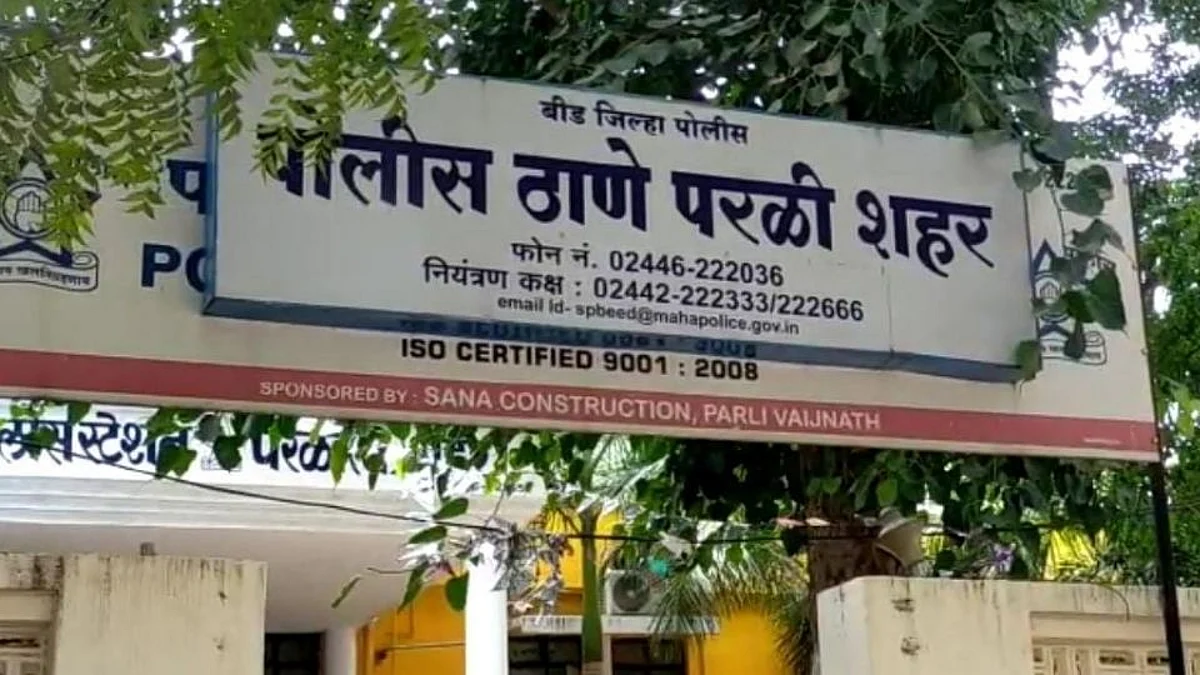 बीड जिल्हा पोलीस
पोलीस ठाणे परळी शहर
फोन नं. 02446-222036
नियंत्रण कक्ष : 02442-222333/222666
email Id- spbeed@mahapolice.gov.in
ISO CERTIFIED 9001 : 2008
SPONSORED BY : SANA CONSTRUCTION, PARLI VAIJNATH